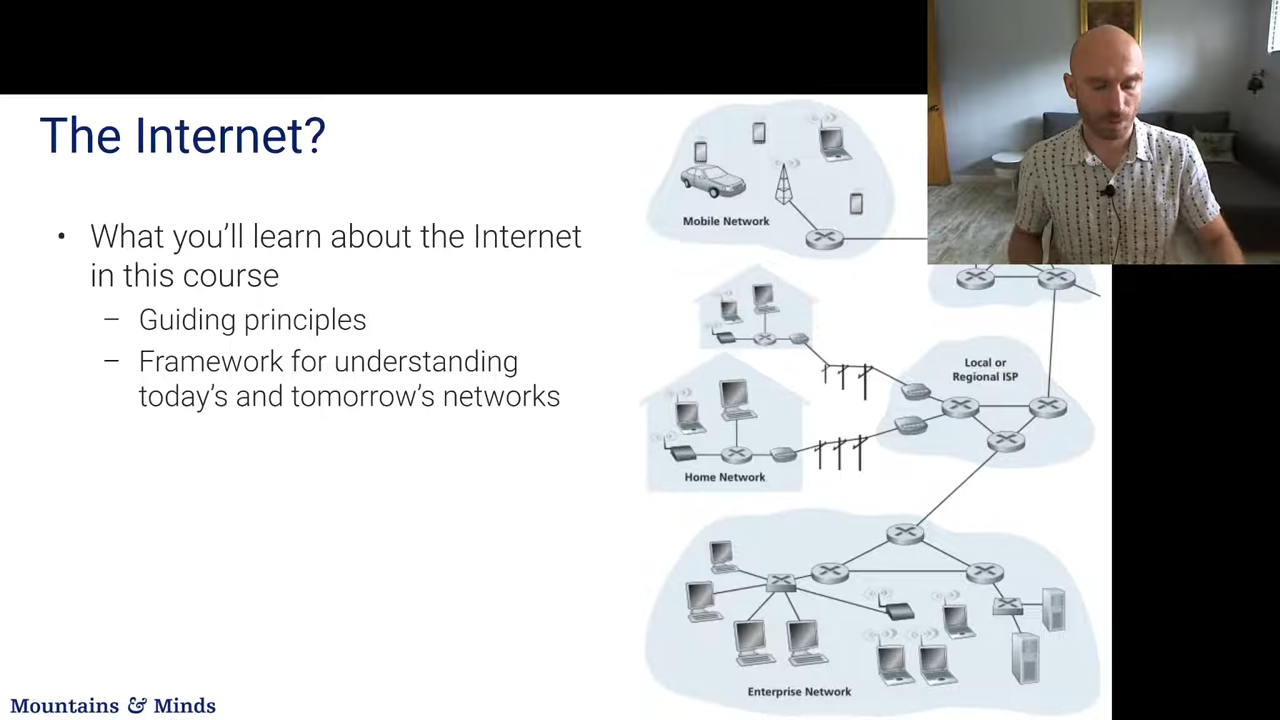 The Internet?
• What you'll learn about the Internet
in this course
– Guiding principles
– Framework for understanding
today's and tomorrow's networks
Mobile Network
Local or
Regional ISP
Home Network
Enterprise Network
Mountains & Minds